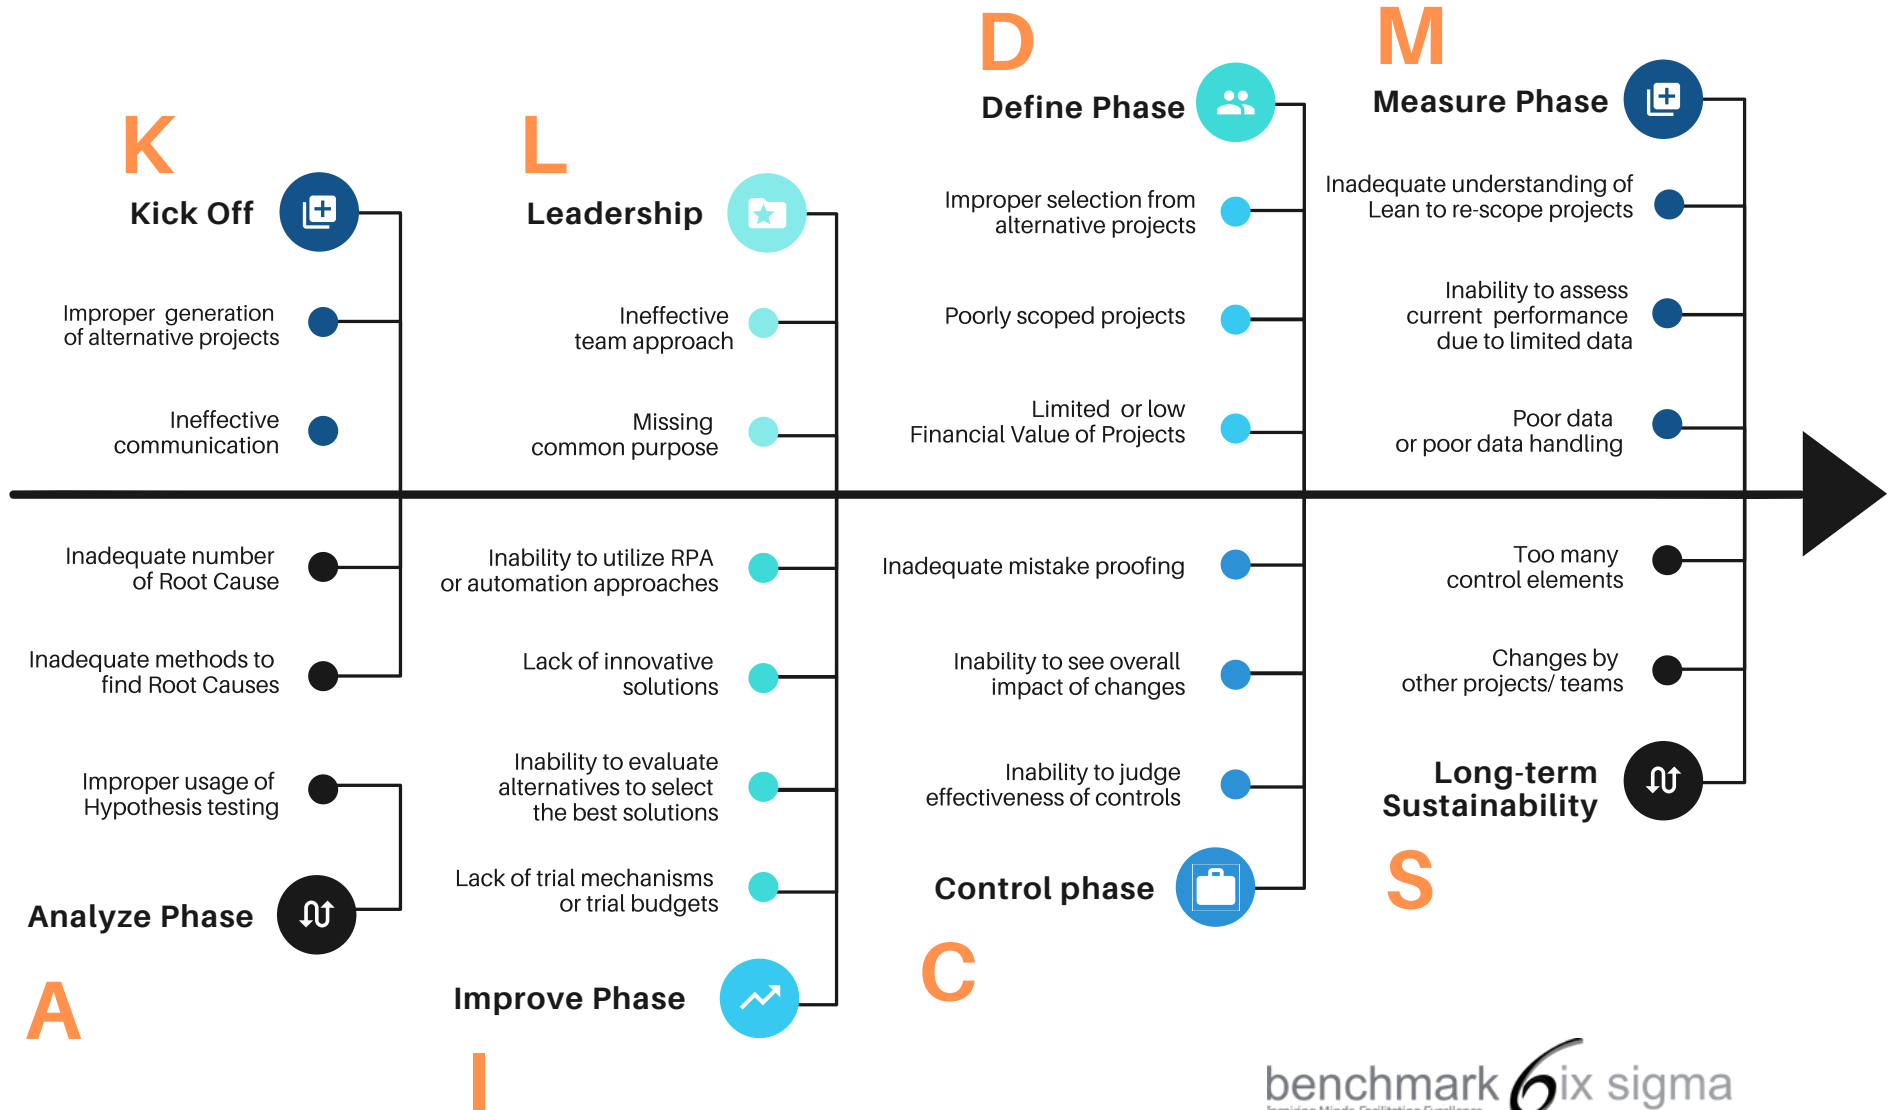 K
Kick Off
Improper generation
of alternative projects
Ineffective
communication
L
Leadership
Ineffective
team approach
Missing
common purpose
D
Define Phase
Improper selection from
alternative projects
Poorly scoped projects
Limited or low
Financial Value of Projects
M
Measure Phase
Inadequate understanding of
Lean to re-scope projects
Inability to assess
current performance
due to limited data
Poor data
or poor data handling
Inadequate number
of Root Cause
Inadequate methods to
find Root Causes
Improper usage of
Hypothesis testing
Analyze Phase
A
Inability to utilize RPA
or automation approaches
Lack of innovative
solutions
Inability to evaluate
alternatives to select
the best solutions
Lack of trial mechanisms
or trial budgets
Improve Phase
I
Inadequate mistake proofing
Inability to see overall
impact of changes
Inability to judge
effectiveness of controls
Control phase
C
Too many
control elements
Changes by
other projects/ teams
Long-term
Sustainability
S
benchmark 6ix sigma